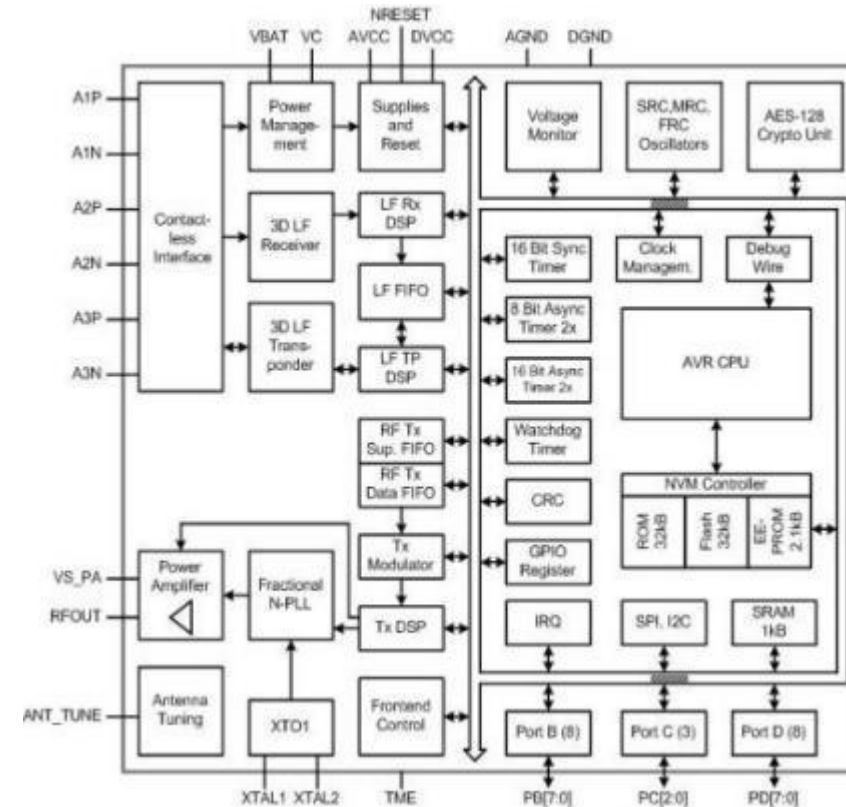 NRESET
VBAT VC AVCC DVCC AGND DGND
A1P
A1N
A2P
A2N
A3P
A3N
VS_PA
RFOUT
ANT_TUNE
Contact-
less
Interface
Power
Manage-
ment
Supplies
and
Reset
Voltage
Monitor
SRC,MRC,
FRC
Oscillators
AES-128
Crypto Unit
3D LF
Receiver
LF Rx
DSP
LF FIFO
3D LF
Trans-
ponder
LF TP
DSP
16 Bit Sync
Timer
Clock
Managem.
Debug
Wire
8 Bit Async
Timer 2x
16 Bit Async
Timer 2x
AVR CPU
RF Tx
Sup. FIFO
RF Tx
Data FIFO
Watchdog
Timer
CRC
GPIO
Register
NVM Controller
ROM
32kB
Flash
32kB
EE-
PROM
2.1kB
Tx
Modulator
Power
Amplifier
Fractional
N-PLL
Tx DSP
IRQ
SPI, I2C
SRAM
1kB
Antenna
Tuning
XTO1
Frontend
Control
Port B (8)
Port C (3)
Port D (8)
XTAL1 XTAL2 TME PB[7:0] PC[2:0] PD[7:0]